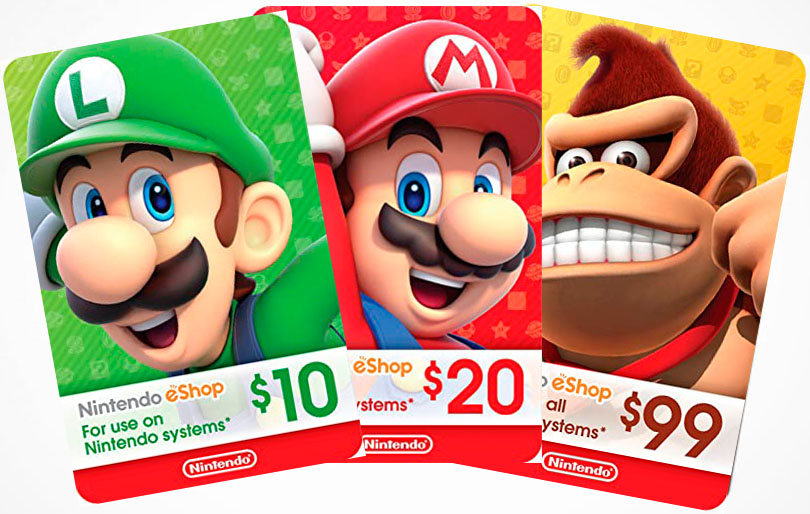 L
Nintendo eShop $10
For use on
Nintendo systems*
Nintendo
M
eShop $20
ystems*
Nintendo
o eShop $99
all
ystems*
Nintendo